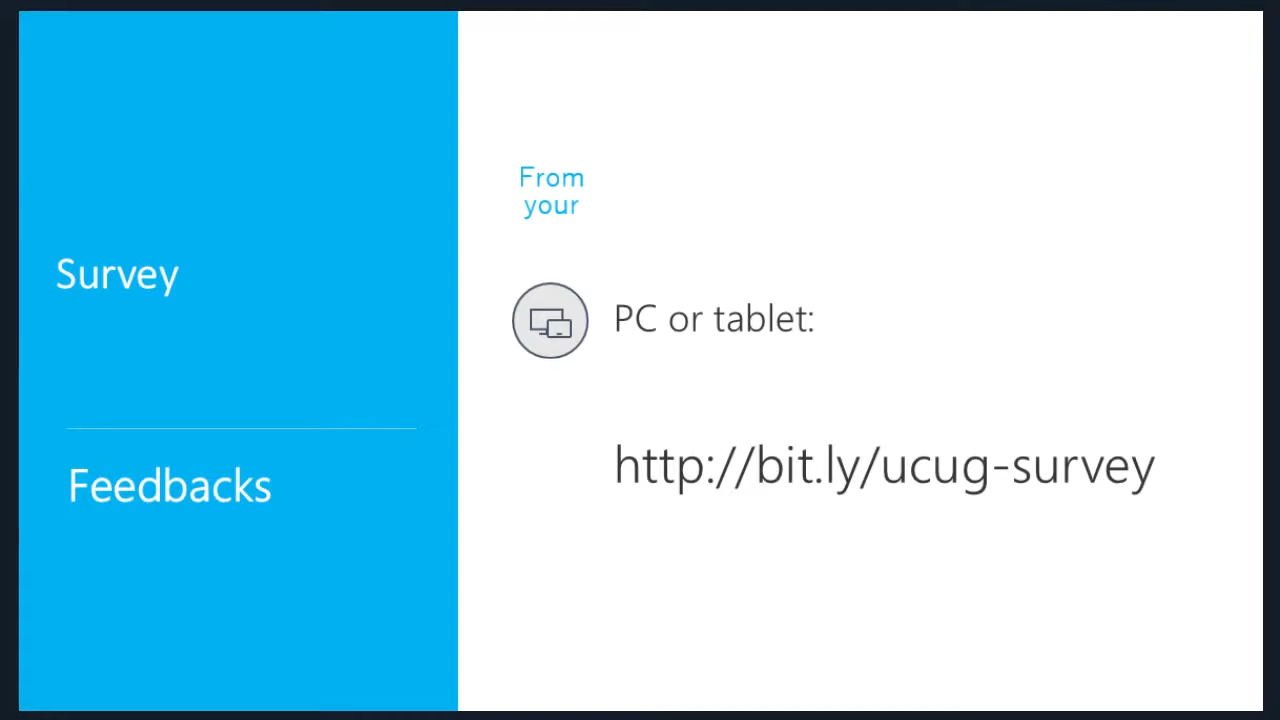 Survey
Feedbacks
From
your
PC or tablet:
http://bit.ly/ucug-survey